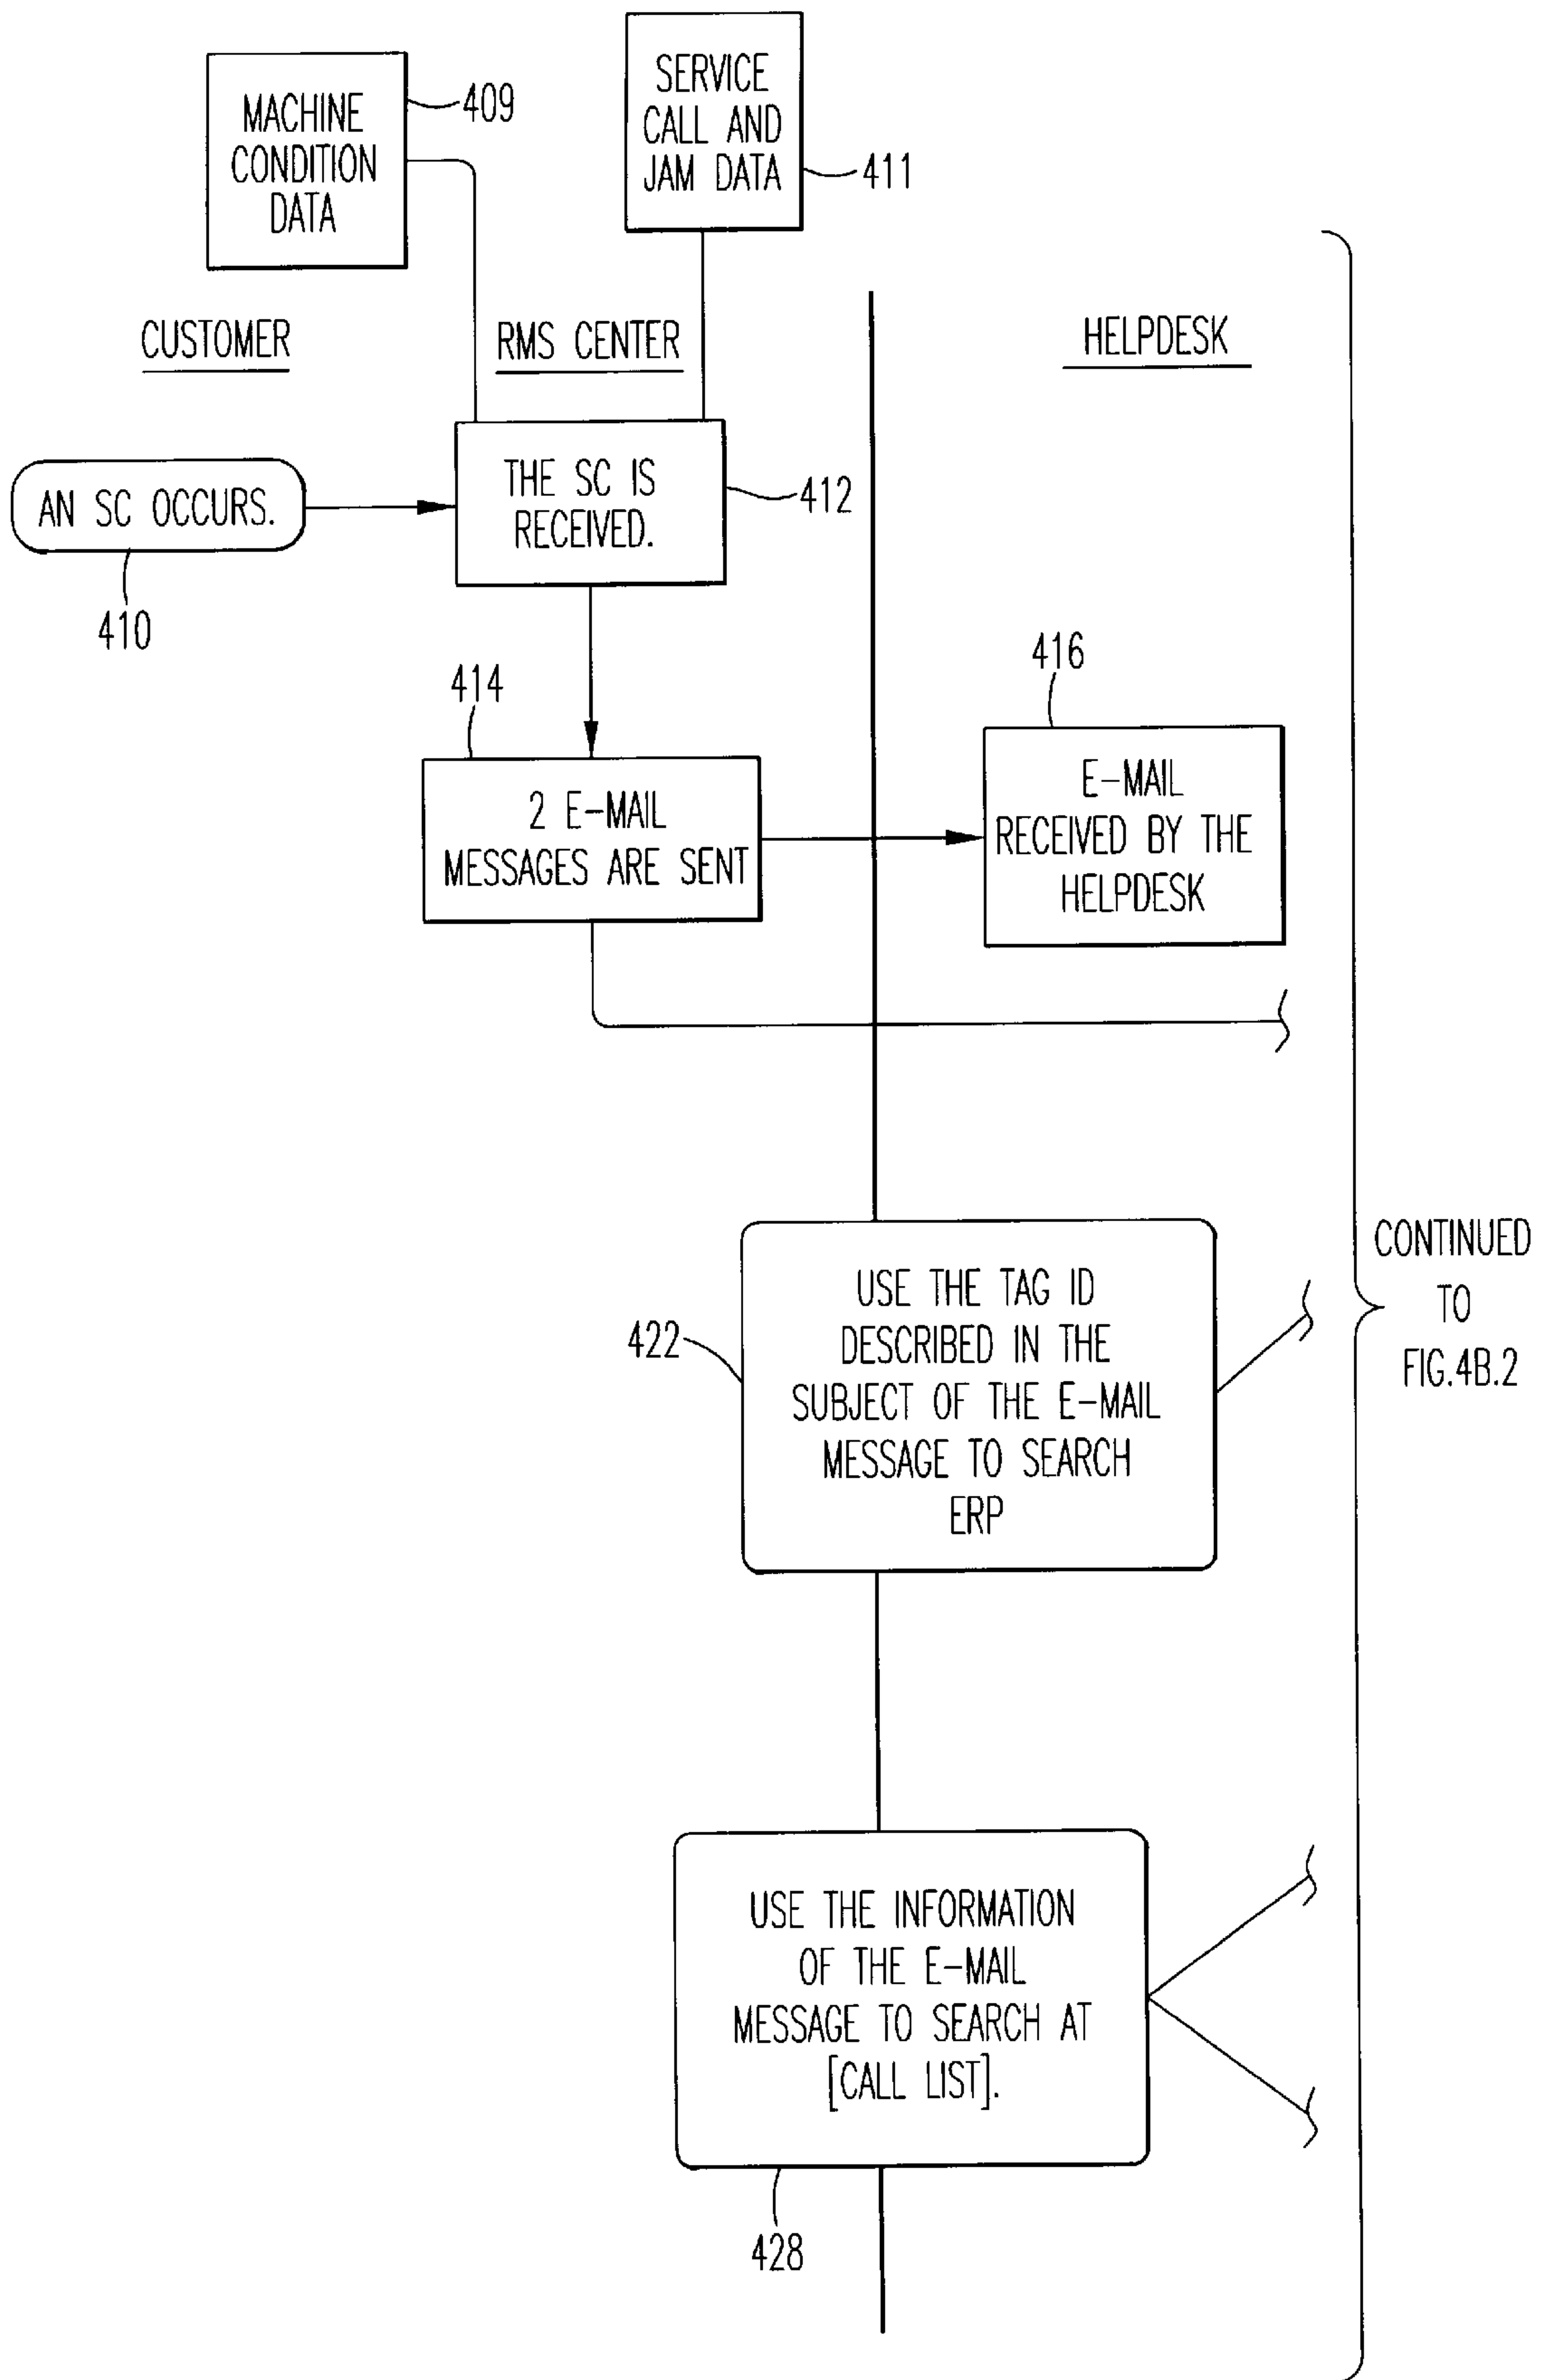 MACHINE
CONDITION
DATA
409
SERVICE
CALL AND
JAM DATA
411
CUSTOMER
RMS CENTER
HELPDESK
AN SC OCCURS.
410
THE SC IS
RECEIVED.
412
414
2 E-MAIL
MESSAGES ARE SENT
416
E-MAIL
RECEIVED BY THE
HELPDESK
422
USE THE TAG ID
DESCRIBED IN THE
SUBJECT OF THE E-MAIL
MESSAGE TO SEARCH
ERP
CONTINUED
TO
FIG.4B.2
USE THE INFORMATION
OF THE E-MAIL
MESSAGE TO SEARCH AT
[CALL LIST].
428